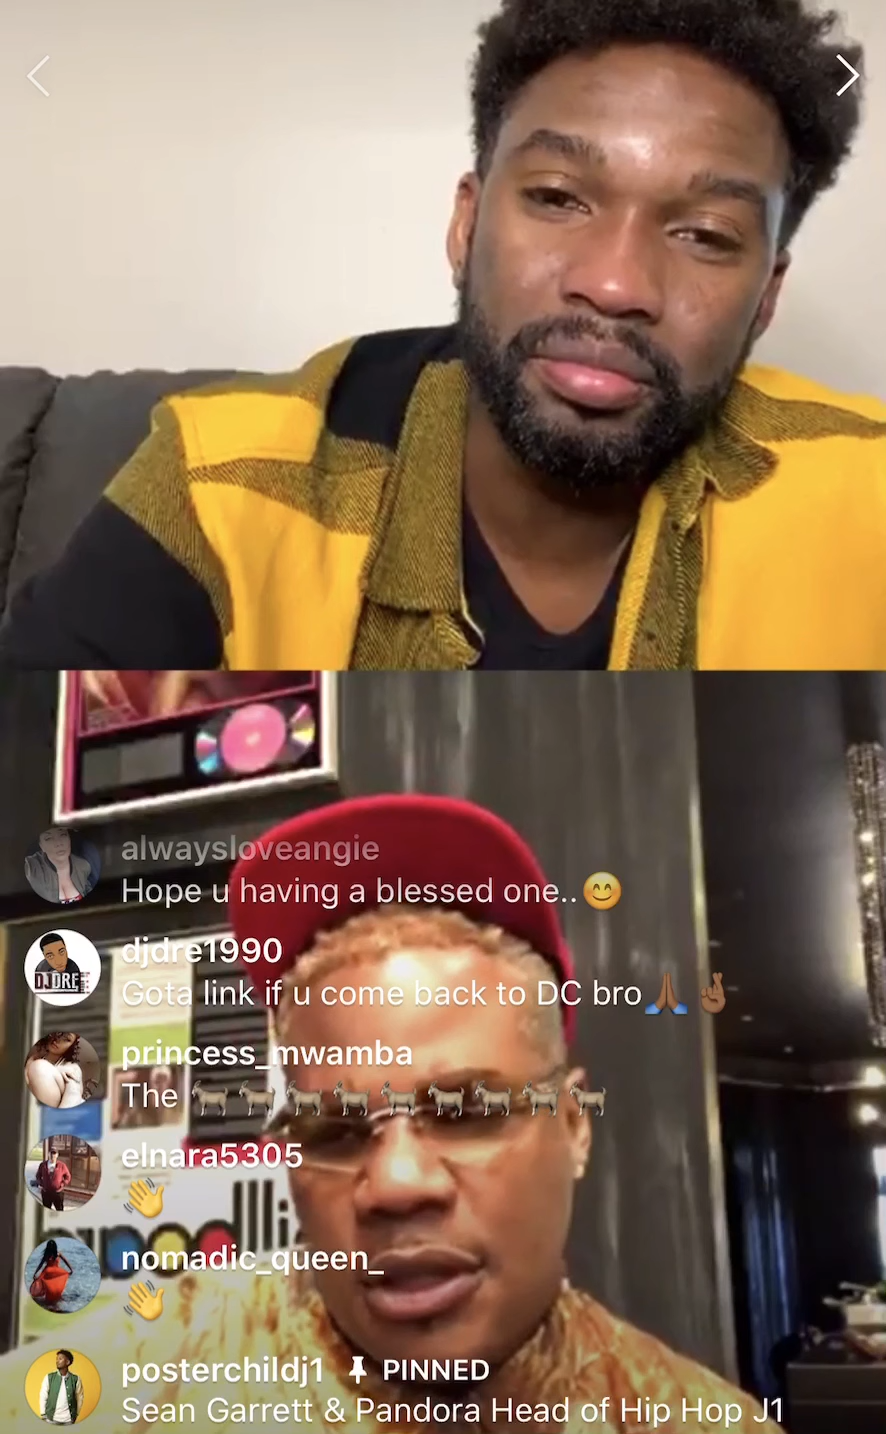 alwaysloveangie
Hope u having a blessed one..😊
djdre1990
DJDRE
Gota link if u come back to DC bro🙏🏾🤞🏾
princess_mwamba
The 🐐🐐🐐🐐🐐🐐🐐🐐🐐
elnara5305
👋
nomadic_queen_
👋
posterchildj1 📌 PINNED
Sean Garrett & Pandora Head of Hip Hop J1